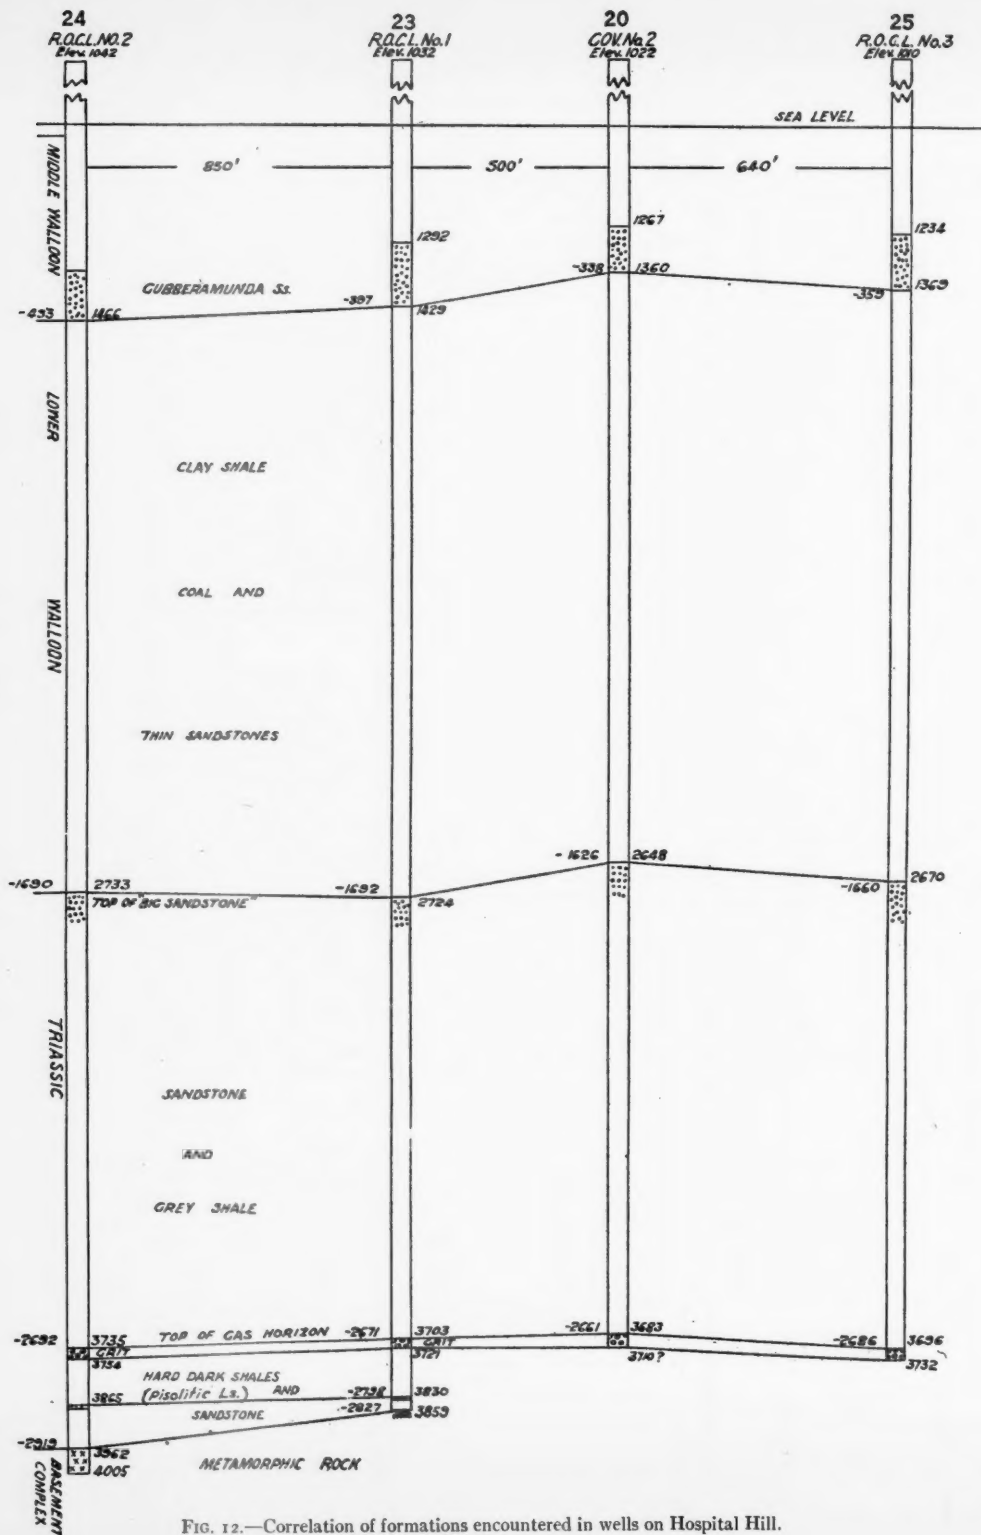 24
R.O.C.L. No. 2
Elev. 1042
23
R.O.C.L. No. 1
Elev. 1032
20
GOV. No. 2
Elev. 1022
25
R.O.C.L. No. 3
Elev. 1010
SEA LEVEL
MIDDLE WALLOON
850'
500'
640'
1292
1267
1234
GUBBERAMUNDA Ss.
-433
1466
-397
1429
-338
1360
-359
1369
LOWER
CLAY SHALE
COAL AND
WALLOON
THIN SANDSTONES
-1690
2733
TOP OF "BIG SANDSTONE"
-1692
2724
-1626
2648
-1660
2670
TRIASSIC
SANDSTONE
AND
GREY SHALE
-2692
3735
TOP OF GAS HORIZON
-2671
3703
-2661
3683
-2686
3696
GRIT
3754
GRIT
3721
3710?
3732
HARD DARK SHALES
(Pisolitic Ls.) AND
3865
-2798
3830
SANDSTONE
-2827
3859
-2919
3962
4005
METAMORPHIC ROCK
BASEMENT
COMPLEX
FIG. 12.—Correlation of formations encountered in wells on Hospital Hill.